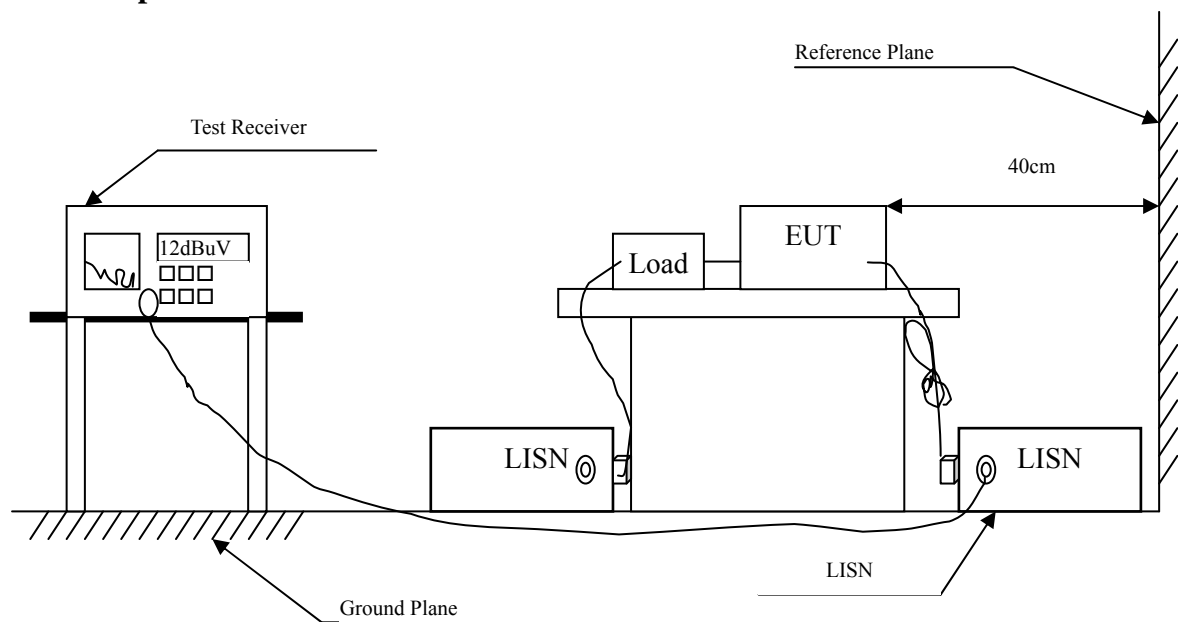 Reference Plane
Test Receiver
40cm
12dBuV
EUT
Load
LISN
LISN
LISN
Ground Plane